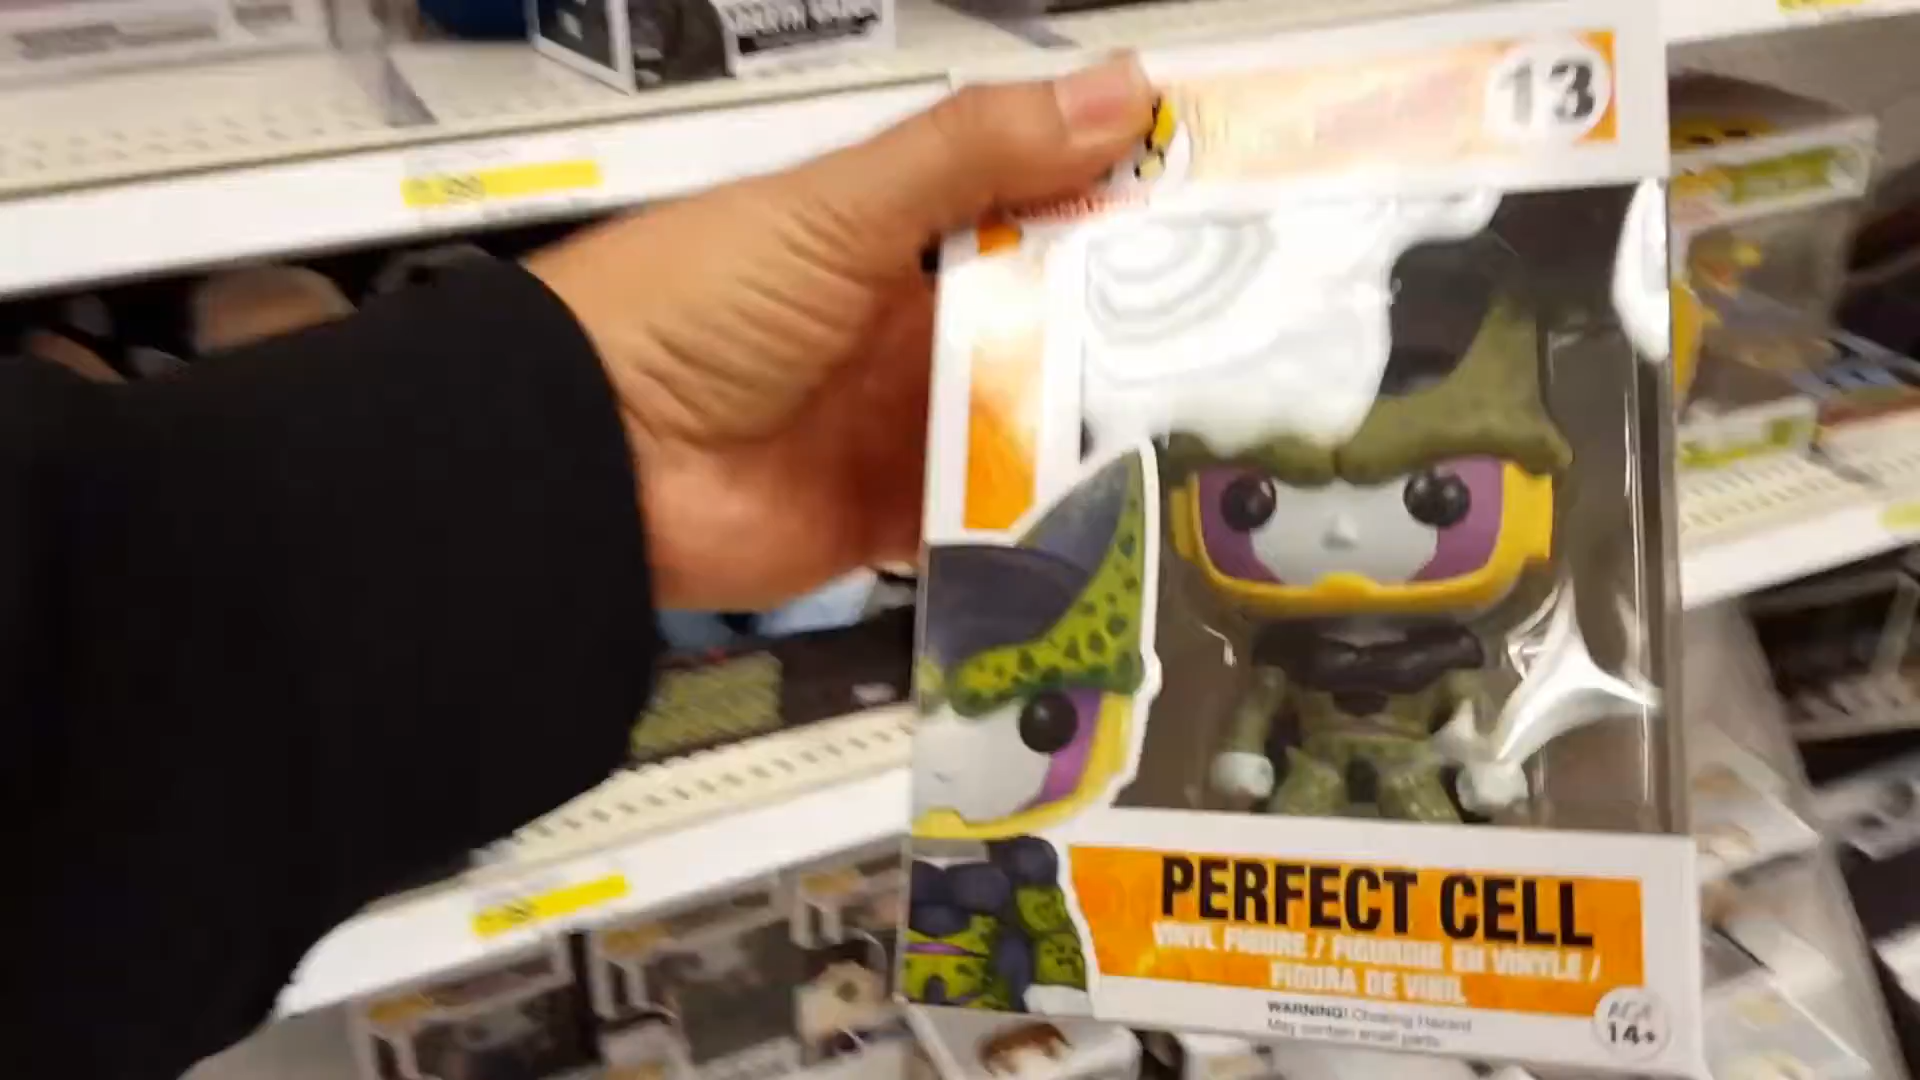 13
PERFECT CELL
VINYL FIGURE / FIGURINE EN VINYLE /
FIGURA DE VINIL
WARNING! Choking Hazard
May contain small parts.
AGE
14+